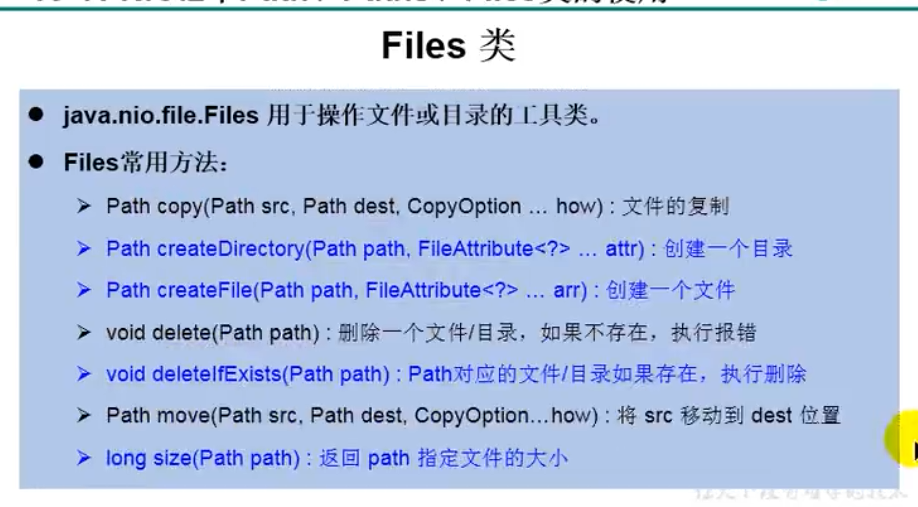 Files 类
● java.nio.file.Files 用于操作文件或目录的工具类。
● Files常用方法：
➢ Path copy(Path src, Path dest, CopyOption … how) : 文件的复制
➢ Path createDirectory(Path path, FileAttribute<?> … attr) : 创建一个目录
➢ Path createFile(Path path, FileAttribute<?> … arr) : 创建一个文件
➢ void delete(Path path) : 删除一个文件/目录，如果不存在，执行报错
➢ void deleteIfExists(Path path) : Path对应的文件/目录如果存在，执行删除
➢ Path move(Path src, Path dest, CopyOption…how) : 将 src 移动到 dest 位置
➢ long size(Path path) : 返回 path 指定文件的大小